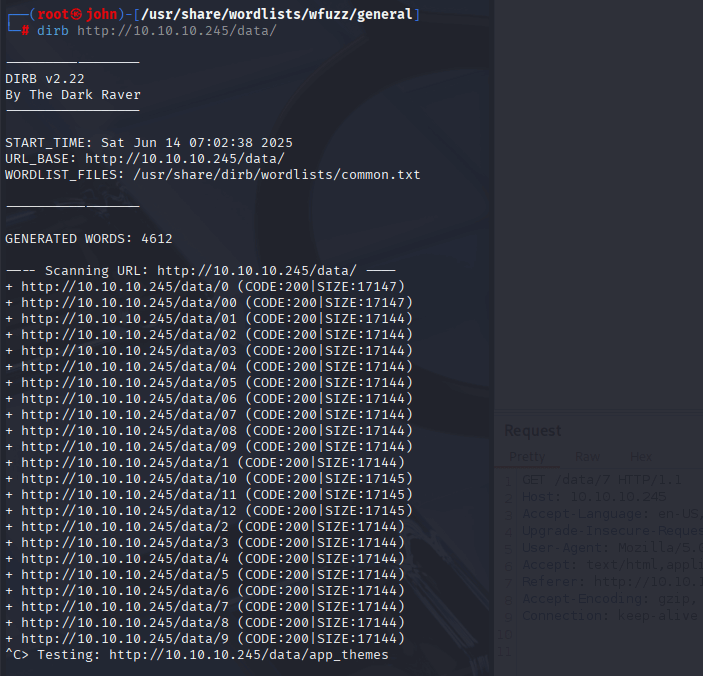 ┌──(root㉿john)-[/usr/share/wordlists/wfuzz/general]
└─# dirb http://10.10.10.245/data/
-----------------
DIRB v2.22
By The Dark Raver
-----------------
START_TIME: Sat Jun 14 07:02:38 2025
URL_BASE: http://10.10.10.245/data/
WORDLIST_FILES: /usr/share/dirb/wordlists/common.txt
-----------------
GENERATED WORDS: 4612
---- Scanning URL: http://10.10.10.245/data/ ----
+ http://10.10.10.245/data/0 (CODE:200|SIZE:17147)
+ http://10.10.10.245/data/00 (CODE:200|SIZE:17147)
+ http://10.10.10.245/data/01 (CODE:200|SIZE:17144)
+ http://10.10.10.245/data/02 (CODE:200|SIZE:17144)
+ http://10.10.10.245/data/03 (CODE:200|SIZE:17144)
+ http://10.10.10.245/data/04 (CODE:200|SIZE:17144)
+ http://10.10.10.245/data/05 (CODE:200|SIZE:17144)
+ http://10.10.10.245/data/06 (CODE:200|SIZE:17144)
+ http://10.10.10.245/data/07 (CODE:200|SIZE:17144)
+ http://10.10.10.245/data/08 (CODE:200|SIZE:17144)
+ http://10.10.10.245/data/09 (CODE:200|SIZE:17144)
+ http://10.10.10.245/data/1 (CODE:200|SIZE:17144)
+ http://10.10.10.245/data/10 (CODE:200|SIZE:17145)
+ http://10.10.10.245/data/11 (CODE:200|SIZE:17145)
+ http://10.10.10.245/data/12 (CODE:200|SIZE:17145)
+ http://10.10.10.245/data/2 (CODE:200|SIZE:17144)
+ http://10.10.10.245/data/3 (CODE:200|SIZE:17144)
+ http://10.10.10.245/data/4 (CODE:200|SIZE:17144)
+ http://10.10.10.245/data/5 (CODE:200|SIZE:17144)
+ http://10.10.10.245/data/6 (CODE:200|SIZE:17144)
+ http://10.10.10.245/data/7 (CODE:200|SIZE:17144)
+ http://10.10.10.245/data/8 (CODE:200|SIZE:17144)
+ http://10.10.10.245/data/9 (CODE:200|SIZE:17144)
^C> Testing: http://10.10.10.245/data/app_themes
Request
Pretty Raw Hex
1 GET /data/7 HTTP/1.1
2 Host: 10.10.10.245
3 Accept-Language: en-US,
4 Upgrade-Insecure-Reque
5 User-Agent: Mozilla/5.0
6 Accept: text/html,appli
7 Referer: http://10.10.1
8 Accept-Encoding: gzip,
9 Connection: keep-alive
10
11